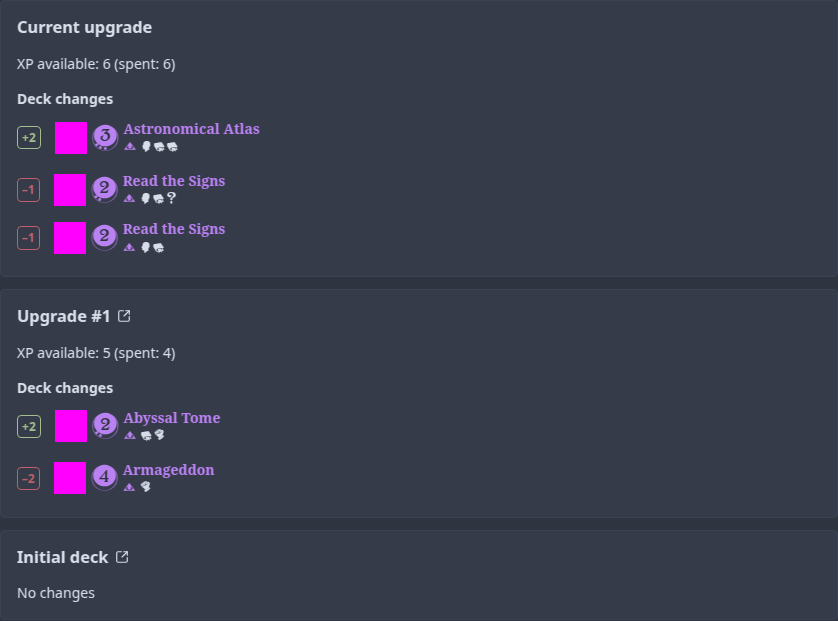 Current upgrade
XP available: 6 (spent: 6)
Deck changes
+2 3 Astronomical Atlas
−1 2 Read the Signs
?
−1 2 Read the Signs
Upgrade #1
XP available: 5 (spent: 4)
Deck changes
+2 2 Abyssal Tome
−2 4 Armageddon
Initial deck
No changes